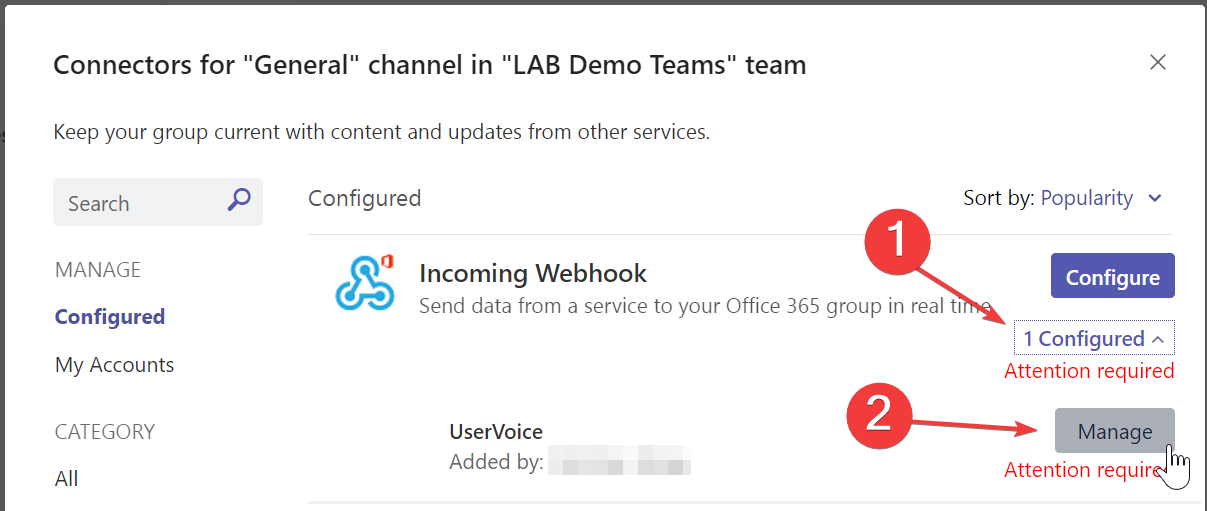 Connectors for "General" channel in "LAB Demo Teams" team
Keep your group current with content and updates from other services.
Search
MANAGE
Configured
My Accounts
CATEGORY
All
Configured
Sort by: Popularity
1
Incoming Webhook
Send data from a service to your Office 365 group in real time
Configure
1 Configured
Attention required
2
UserVoice
Added by:
Manage
Attention require